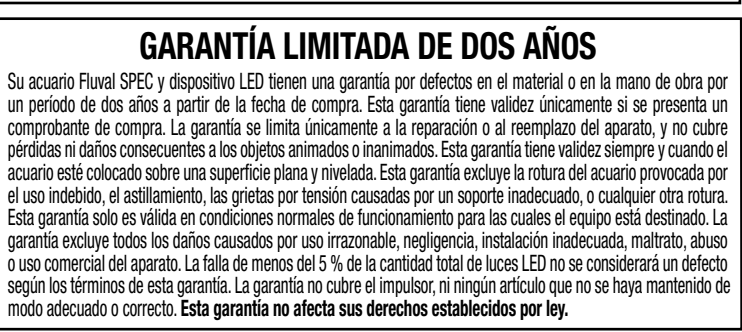 GARANTÍA LIMITADA DE DOS AÑOS
Su acuario Fluval SPEC y dispositivo LED tienen una garantía por defectos en el material o en la mano de obra por
un período de dos años a partir de la fecha de compra. Esta garantía tiene validez únicamente si se presenta un
comprobante de compra. La garantía se limita únicamente a la reparación o al reemplazo del aparato, y no cubre
pérdidas ni daños consecuentes a los objetos animados o inanimados. Esta garantía tiene validez siempre y cuando el
acuario esté colocado sobre una superficie plana y nivelada. Esta garantía excluye la rotura del acuario provocada por
el uso indebido, el astillamiento, las grietas por tensión causadas por un soporte inadecuado, o cualquier otra rotura.
Esta garantía solo es válida en condiciones normales de funcionamiento para las cuales el equipo está destinado. La
garantía excluye todos los daños causados por uso irrazonable, negligencia, instalación inadecuada, maltrato, abuso
o uso comercial del aparato. La falla de menos del 5 % de la cantidad total de luces LED no se considerará un defecto
según los términos de esta garantía. La garantía no cubre el impulsor, ni ningún artículo que no se haya mantenido de
modo adecuado o correcto. Esta garantía no afecta sus derechos establecidos por ley.